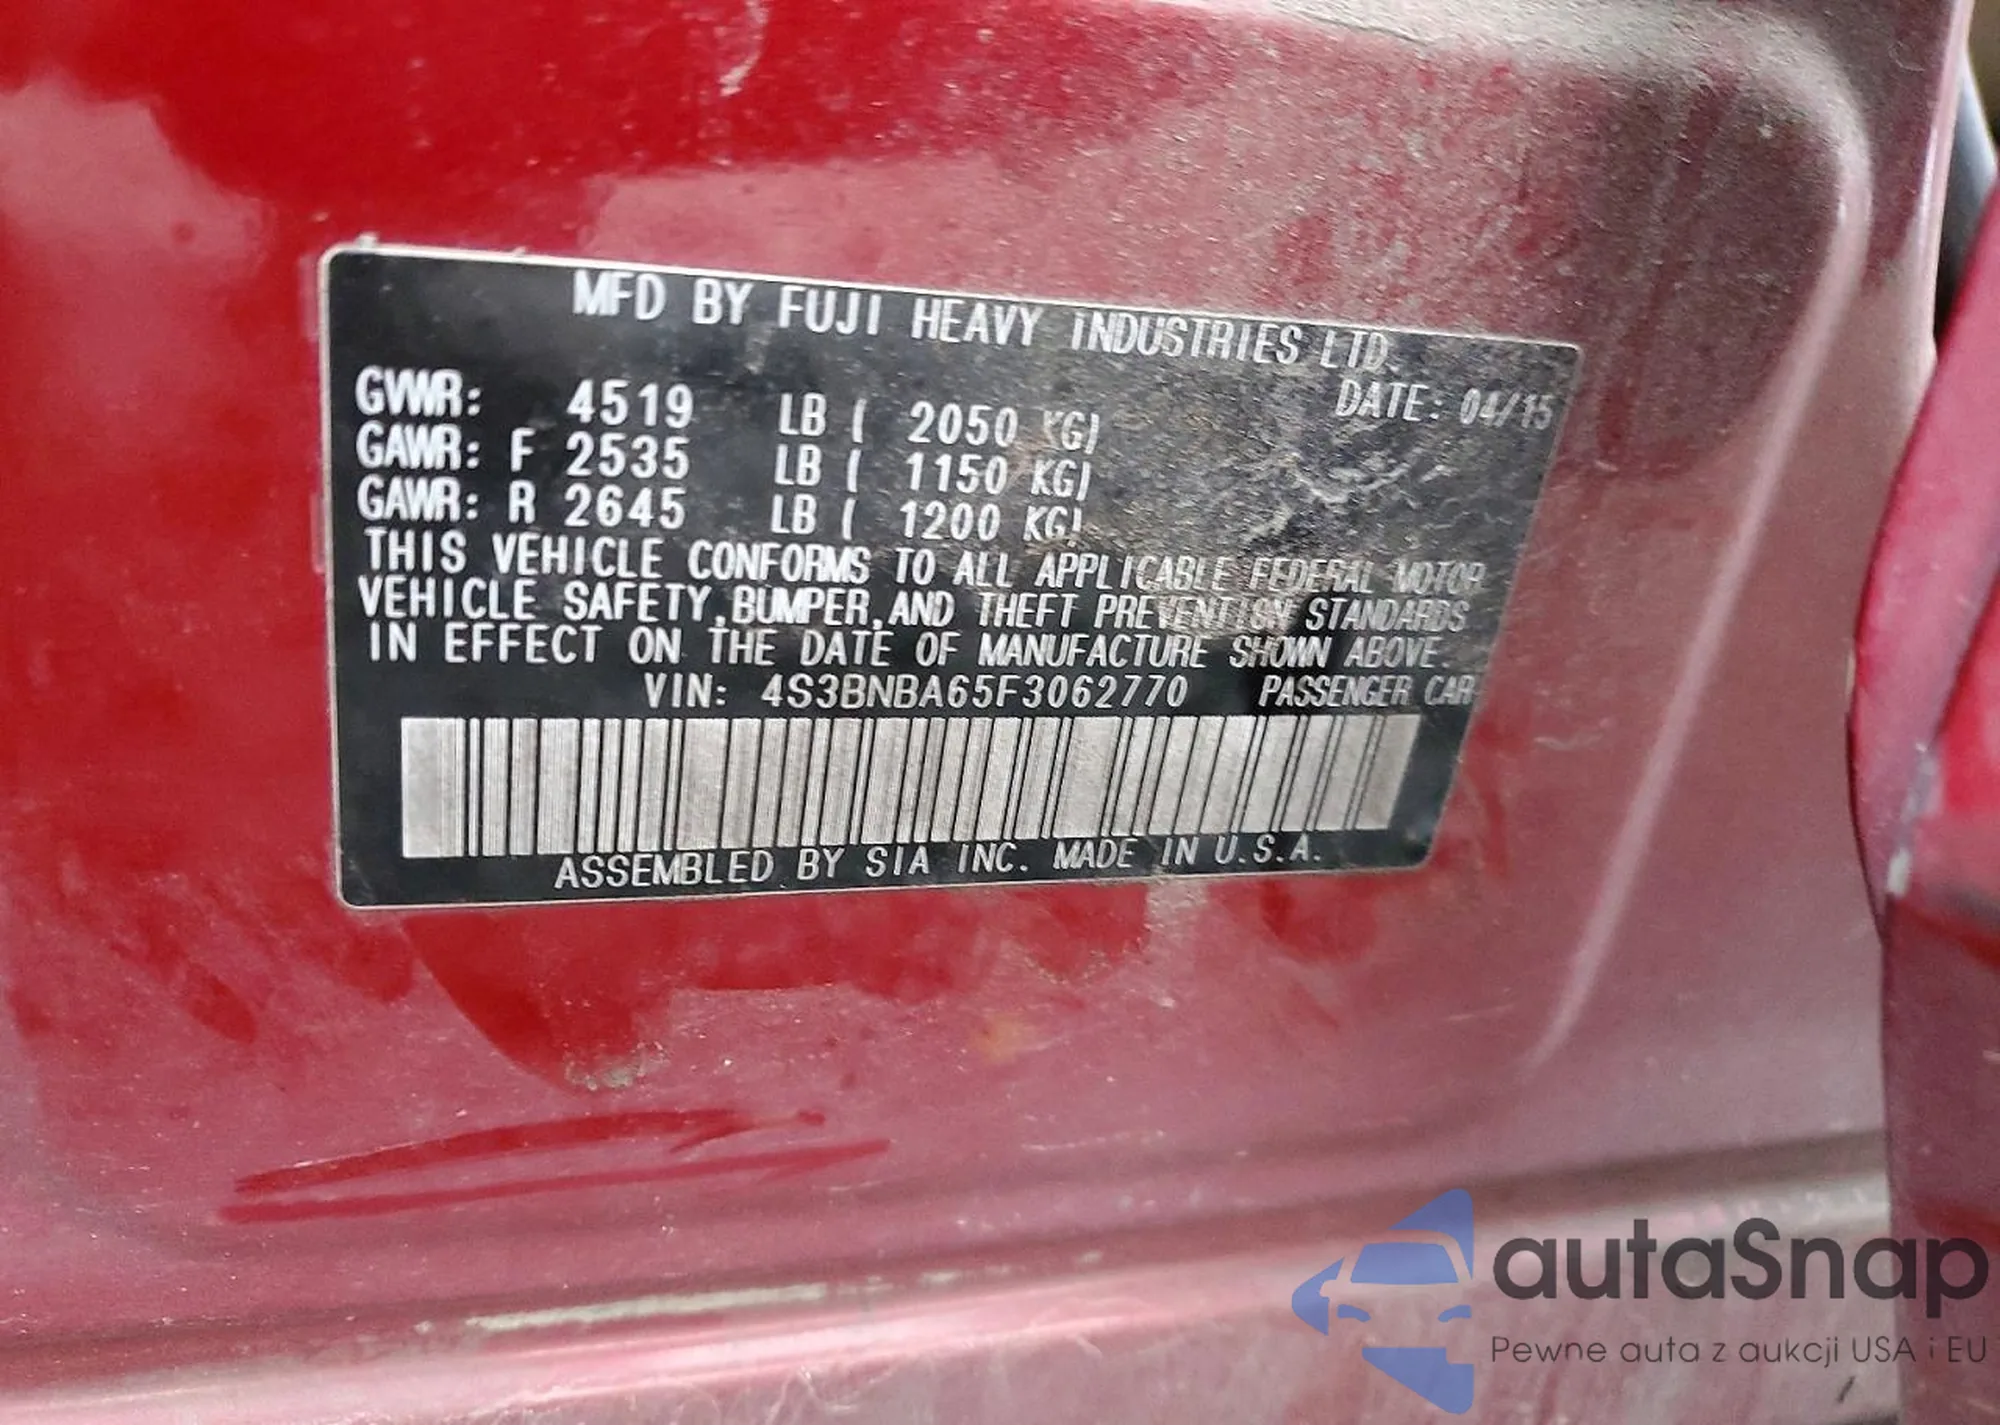 MFD BY FUJI HEAVY INDUSTRIES LTD.
DATE: 04/15
GVWR: 4519 LB ( 2050 KG)
GAWR: F 2535 LB ( 1150 KG)
GAWR: R 2645 LB ( 1200 KG)
THIS VEHICLE CONFORMS TO ALL APPLICABLE FEDERAL MOTOR
VEHICLE SAFETY,BUMPER,AND THEFT PREVENTION STANDARDS
IN EFFECT ON THE DATE OF MANUFACTURE SHOWN ABOVE.
VIN: 4S3BNBA65F3062770 PASSENGER CAR
ASSEMBLED BY SIA INC. MADE IN U.S.A.
autaSnap
Pewne auta z aukcji USA i EU